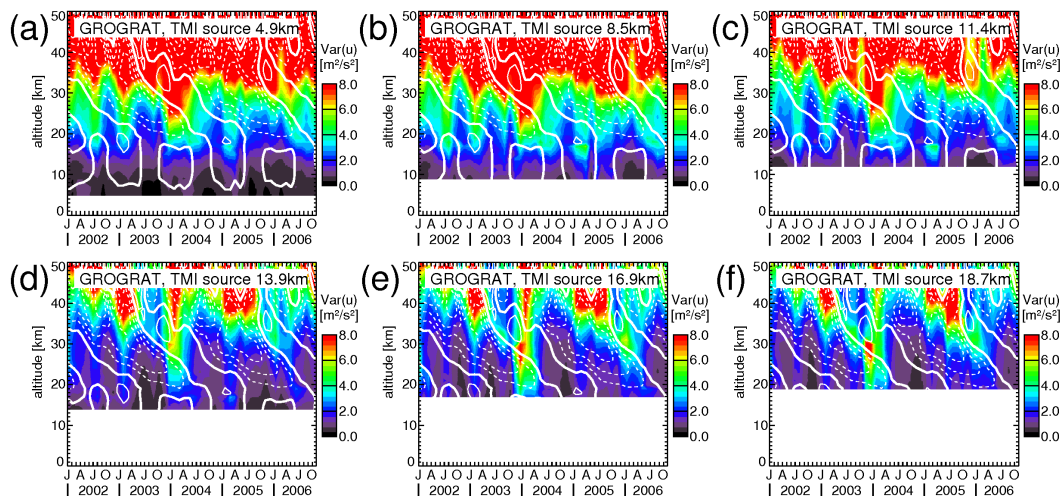 (a) GROGRAT, TMI source 4.9km
Var(u)
[m²/s²]
8.0
6.0
4.0
2.0
0.0
altitude [km]
50
40
30
20
10
0
J A J O J A J O J A J O J A J O J A J O
2002 2003 2004 2005 2006
(b) GROGRAT, TMI source 8.5km
Var(u)
[m²/s²]
8.0
6.0
4.0
2.0
0.0
altitude [km]
50
40
30
20
10
0
J A J O J A J O J A J O J A J O J A J O
2002 2003 2004 2005 2006
(c) GROGRAT, TMI source 11.4km
Var(u)
[m²/s²]
8.0
6.0
4.0
2.0
0.0
altitude [km]
50
40
30
20
10
0
J A J O J A J O J A J O J A J O J A J O
2002 2003 2004 2005 2006
(d) GROGRAT, TMI source 13.9km
Var(u)
[m²/s²]
8.0
6.0
4.0
2.0
0.0
altitude [km]
50
40
30
20
10
0
J A J O J A J O J A J O J A J O J A J O
2002 2003 2004 2005 2006
(e) GROGRAT, TMI source 16.9km
Var(u)
[m²/s²]
8.0
6.0
4.0
2.0
0.0
altitude [km]
50
40
30
20
10
0
J A J O J A J O J A J O J A J O J A J O
2002 2003 2004 2005 2006
(f) GROGRAT, TMI source 18.7km
Var(u)
[m²/s²]
8.0
6.0
4.0
2.0
0.0
altitude [km]
50
40
30
20
10
0
J A J O J A J O J A J O J A J O J A J O
2002 2003 2004 2005 2006